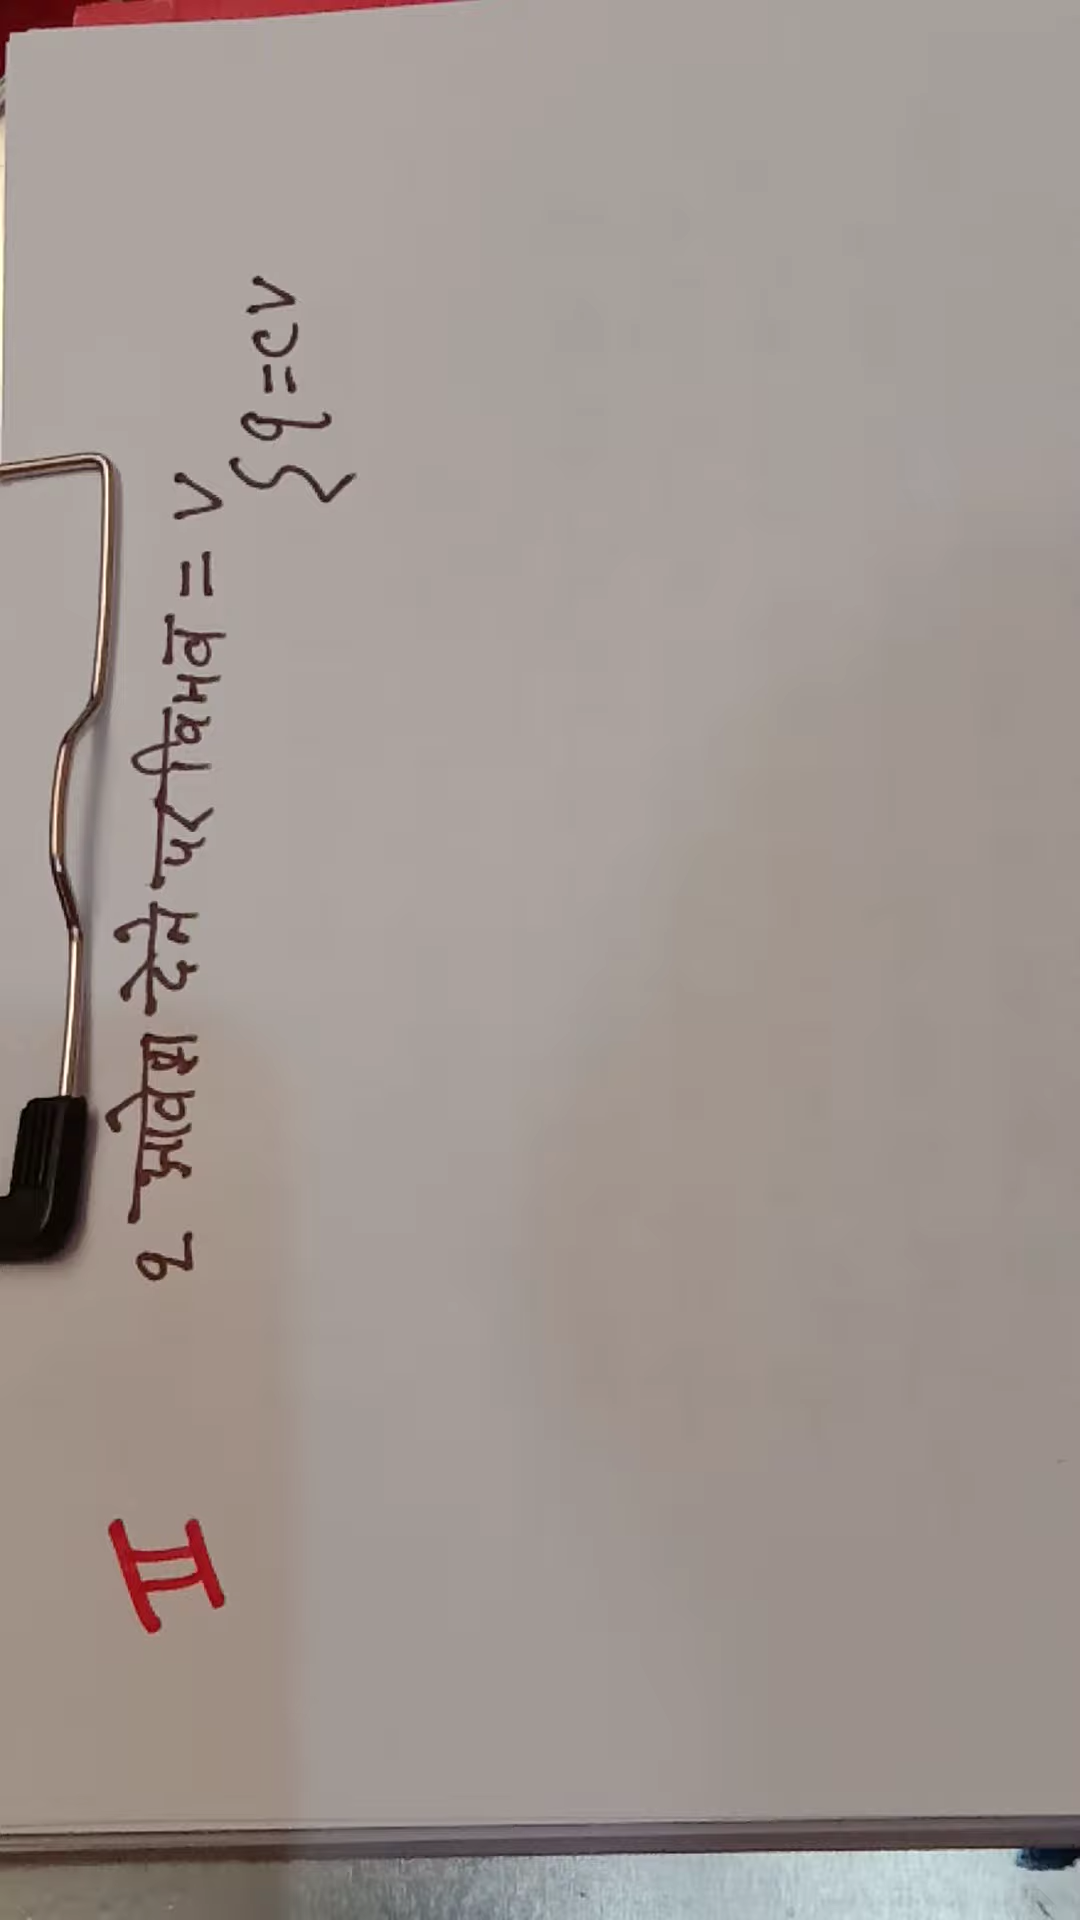 II
q आवेश देने पर विभव = V
{ q = CV